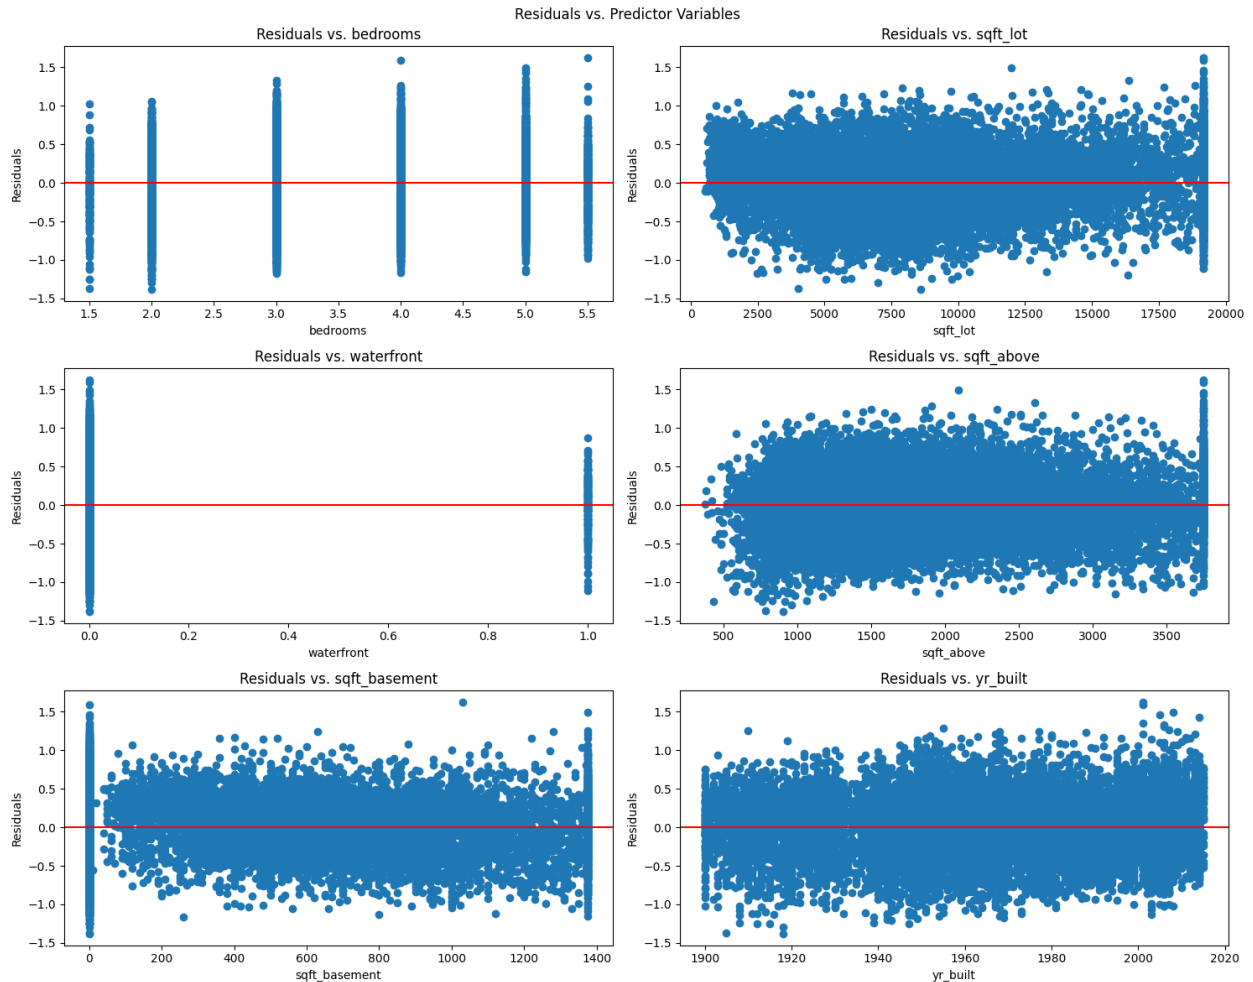 Residuals vs. Predictor Variables
Residuals vs. bedrooms
Residuals
1.5
1.0
0.5
0.0
−0.5
−1.0
−1.5
1.5 2.0 2.5 3.0 3.5 4.0 4.5 5.0 5.5
bedrooms
Residuals vs. sqft_lot
Residuals
1.5
1.0
0.5
0.0
−0.5
−1.0
−1.5
0 2500 5000 7500 10000 12500 15000 17500 20000
sqft_lot
Residuals vs. waterfront
Residuals
1.5
1.0
0.5
0.0
−0.5
−1.0
−1.5
0.0 0.2 0.4 0.6 0.8 1.0
waterfront
Residuals vs. sqft_above
Residuals
1.5
1.0
0.5
0.0
−0.5
−1.0
−1.5
500 1000 1500 2000 2500 3000 3500
sqft_above
Residuals vs. sqft_basement
Residuals
1.5
1.0
0.5
0.0
−0.5
−1.0
−1.5
0 200 400 600 800 1000 1200 1400
sqft_basement
Residuals vs. yr_built
Residuals
1.5
1.0
0.5
0.0
−0.5
−1.0
−1.5
1900 1920 1940 1960 1980 2000 2020
yr_built